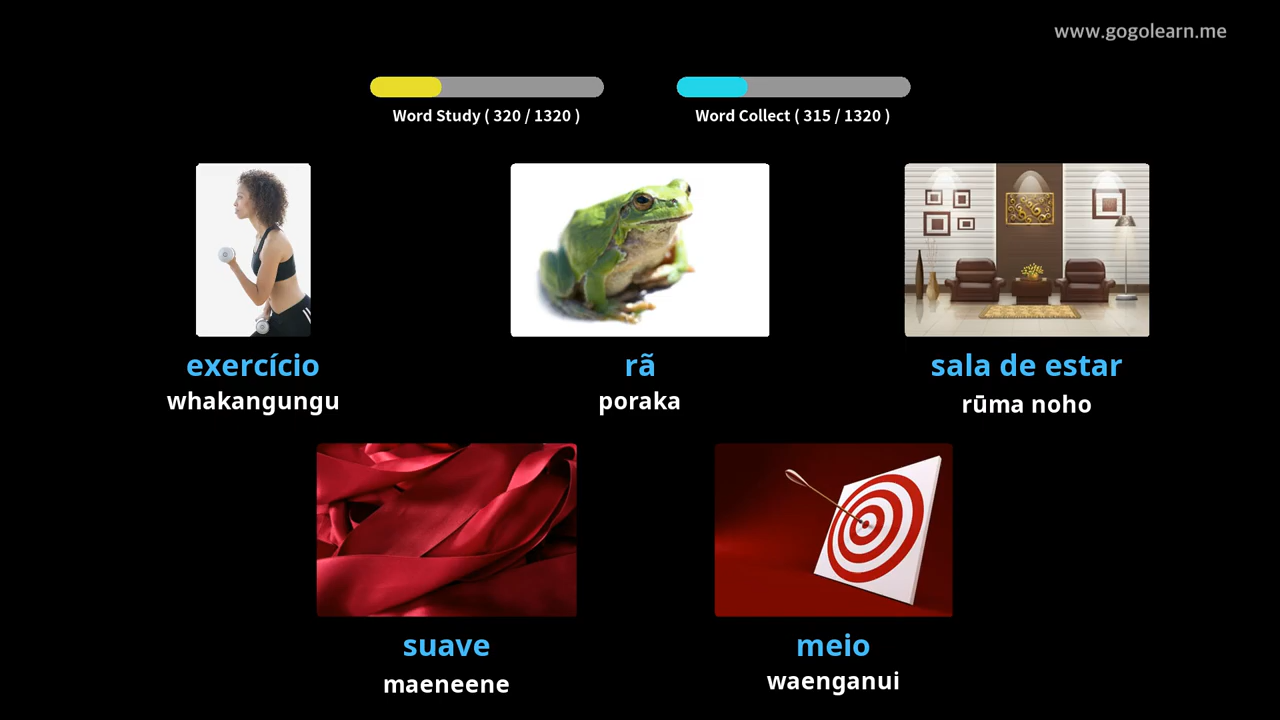 www.gogolearn.me
Word Study ( 320 / 1320 )
Word Collect ( 315 / 1320 )
exercício
whakangungu
rã
poraka
sala de estar
rūma noho
suave
maeneene
meio
waenganui